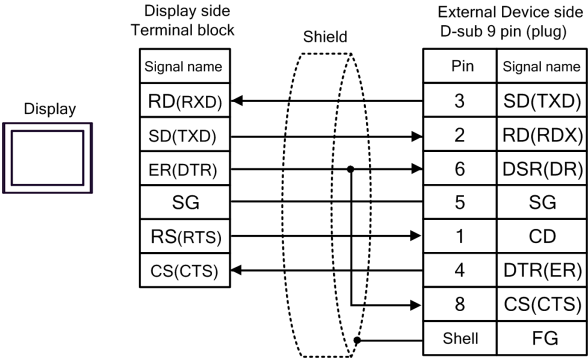 Display side
Terminal block
Shield
External Device side
D-sub 9 pin (plug)
Display
Signal name
Pin
Signal name
RD(RXD)
3
SD(TXD)
SD(TXD)
2
RD(RDX)
ER(DTR)
6
DSR(DR)
SG
5
SG
RS(RTS)
1
CD
CS(CTS)
4
DTR(ER)
8
CS(CTS)
Shell
FG